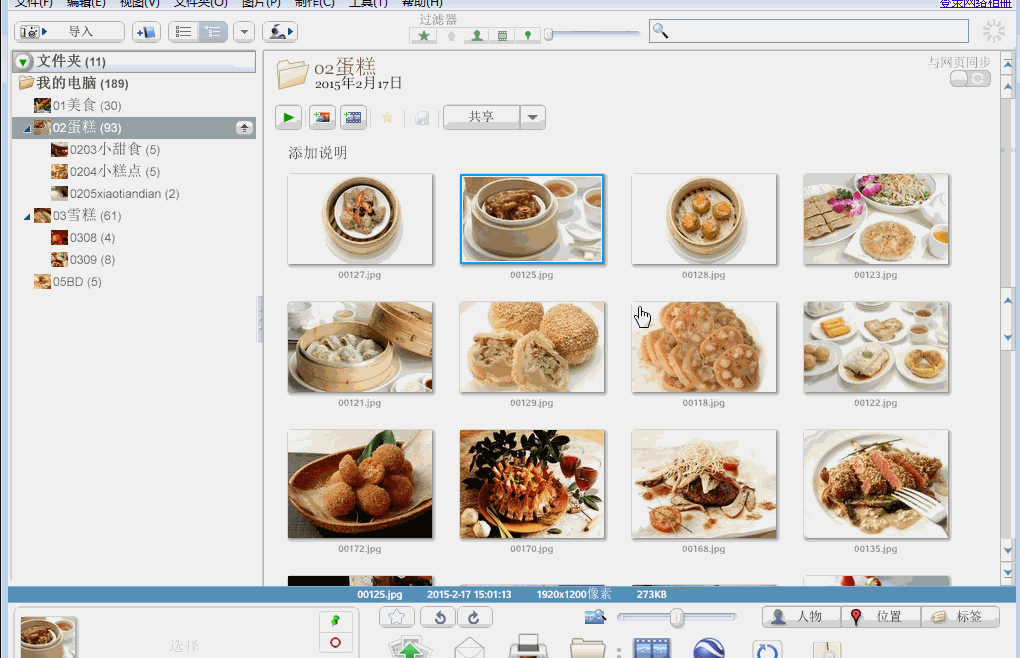 文件(F) 编辑(E) 视图(V) 文件夹(O) 图片(P) 制作(C) 工具(T) 帮助(H) 登录网络相册
导入
过滤器
文件夹 (11)
我的电脑 (189)
01美食 (30)
02蛋糕 (93)
0203小甜食 (5)
0204小糕点 (5)
0205xiaotiandian (2)
03雪糕 (61)
0308 (4)
0309 (8)
05BD (5)
02蛋糕
2015年2月17日
与网页同步
共享
添加说明
00127.jpg 00125.jpg 00128.jpg 00123.jpg
00121.jpg 00129.jpg 00118.jpg 00122.jpg
00172.jpg 00170.jpg 00168.jpg 00135.jpg
00125.jpg 2015-2-17 15:01:13 1920x1200像素 273KB
选择
人物 位置 标签